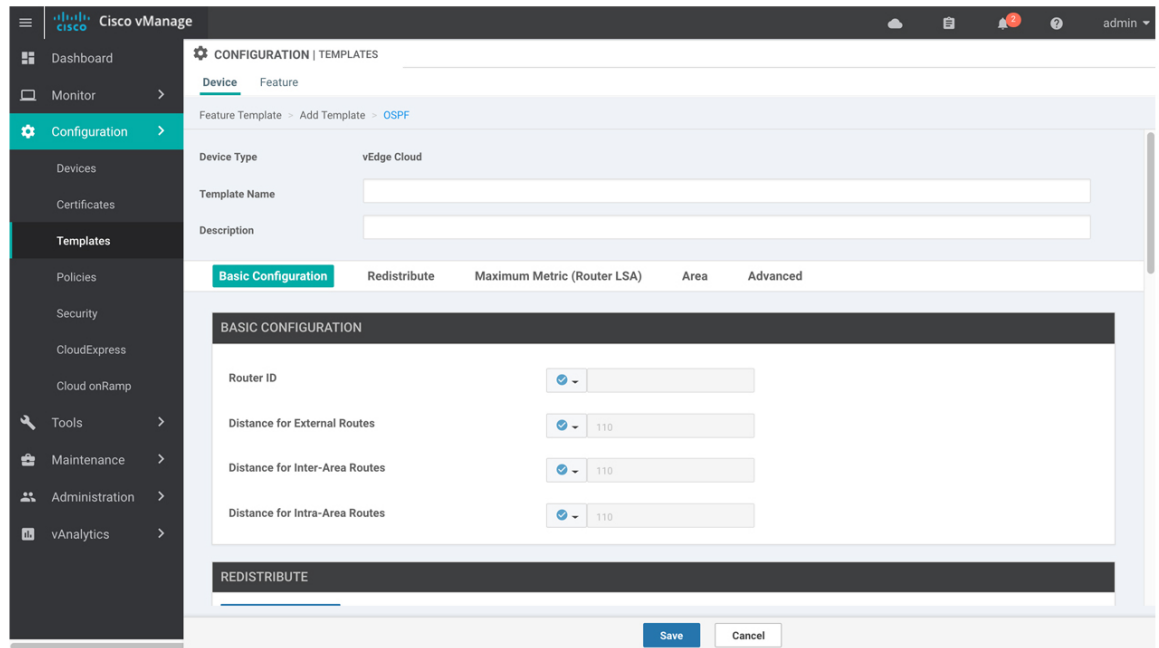 cisco Cisco vManage
2
admin
Dashboard
Monitor
Configuration
Devices
Certificates
Templates
Policies
Security
CloudExpress
Cloud onRamp
Tools
Maintenance
Administration
vAnalytics
CONFIGURATION | TEMPLATES
Device Feature
Feature Template > Add Template > OSPF
Device Type vEdge Cloud
Template Name
Description
Basic Configuration Redistribute Maximum Metric (Router LSA) Area Advanced
BASIC CONFIGURATION
Router ID
Distance for External Routes 110
Distance for Inter-Area Routes 110
Distance for Intra-Area Routes 110
REDISTRIBUTE
Save Cancel